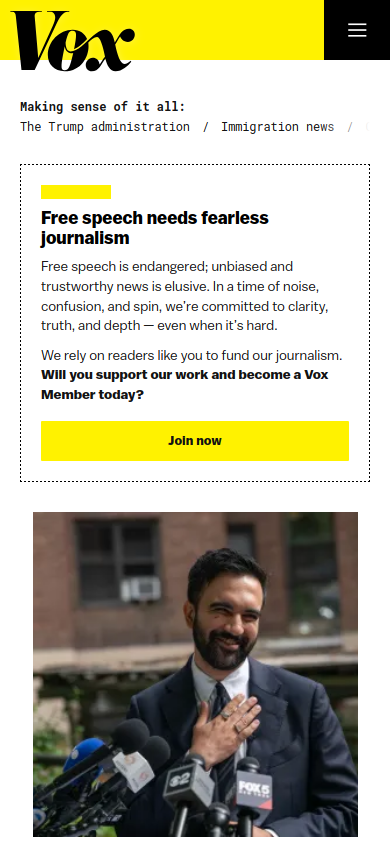 Vox
Making sense of it all:
The Trump administration / Immigration news /
Free speech needs fearless
journalism
Free speech is endangered; unbiased and
trustworthy news is elusive. In a time of noise,
confusion, and spin, we're committed to clarity,
truth, and depth — even when it's hard.
We rely on readers like you to fund our journalism.
Will you support our work and become a Vox
Member today?
Join now
2
FOX 5